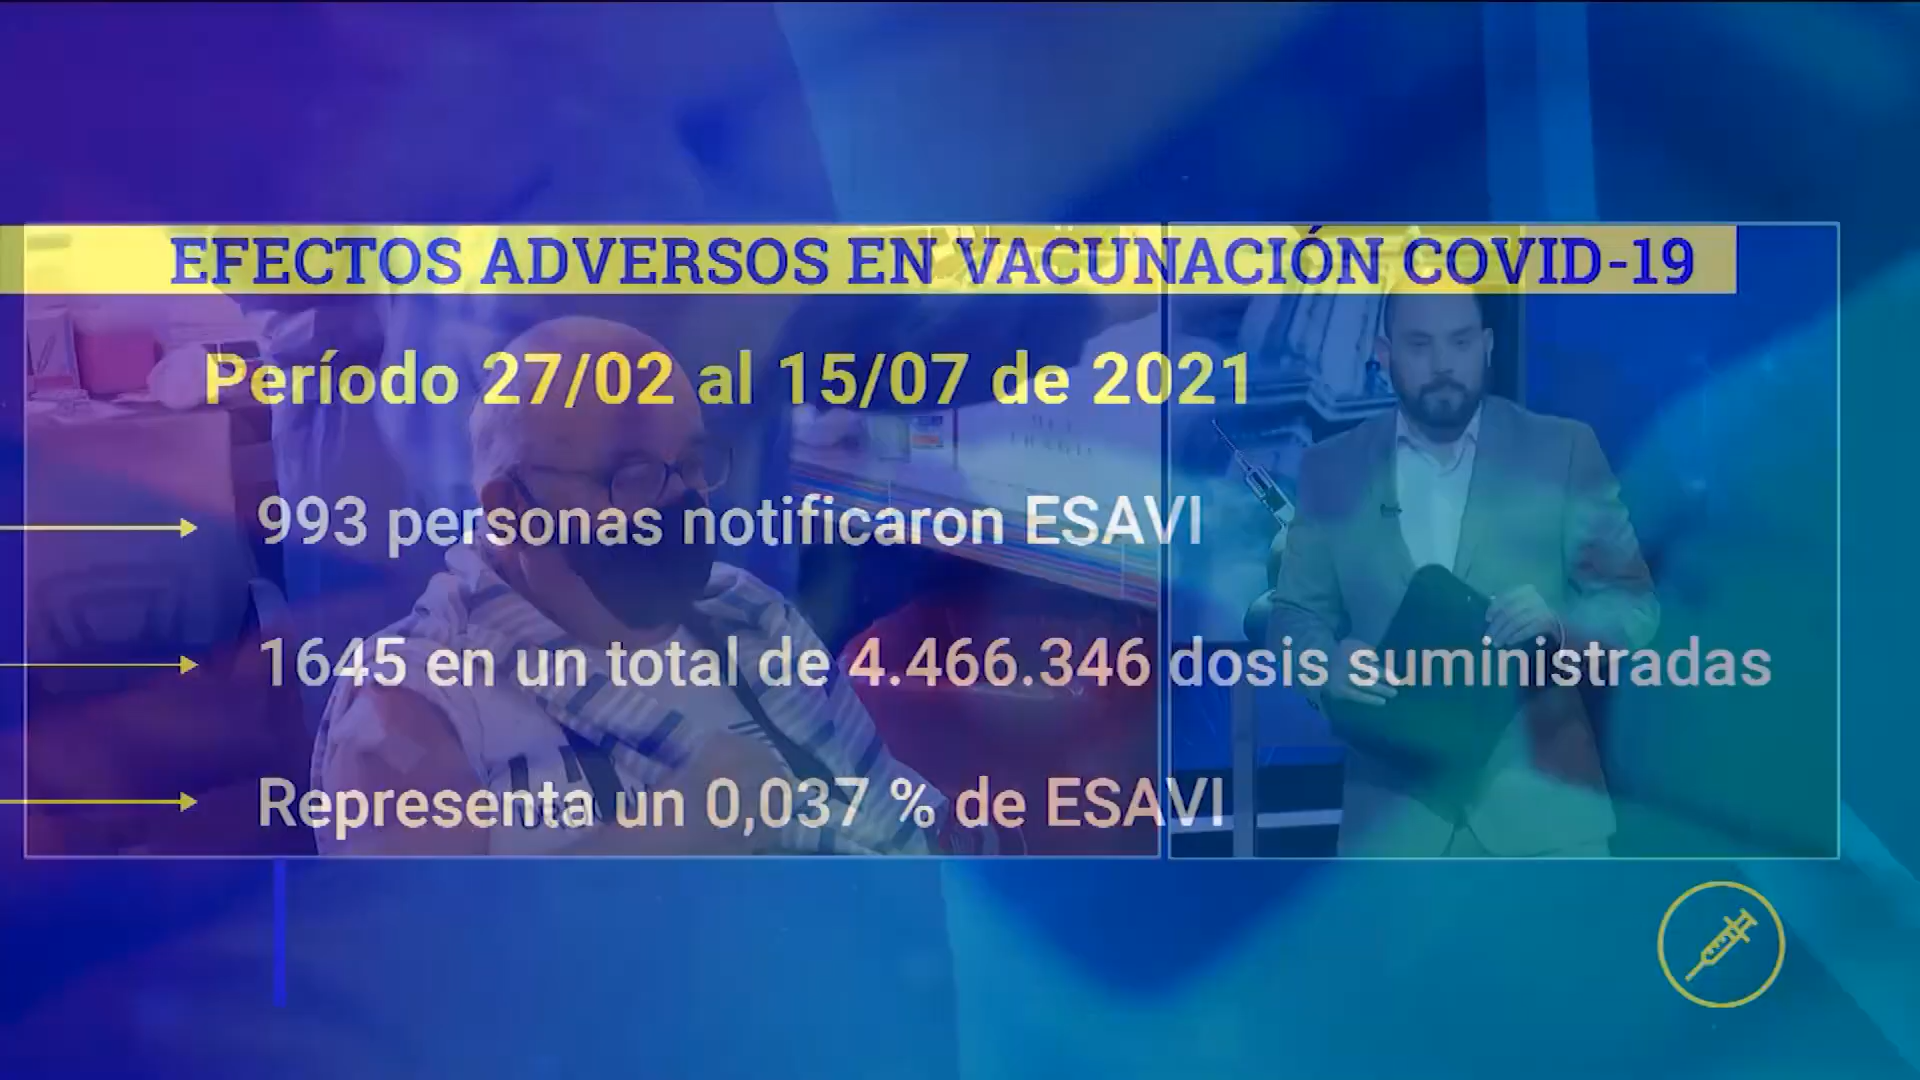 EFECTOS ADVERSOS EN VACUNACIÓN COVID-19
Período 27/02 al 15/07 de 2021
993 personas notificaron ESAVI
1645 en un total de 4.466.346 dosis suministradas
Representa un 0,037 % de ESAVI